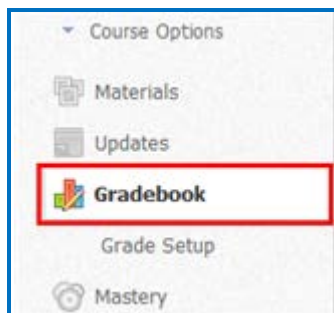 Course Options
Materials
Updates
Gradebook
Grade Setup
Mastery